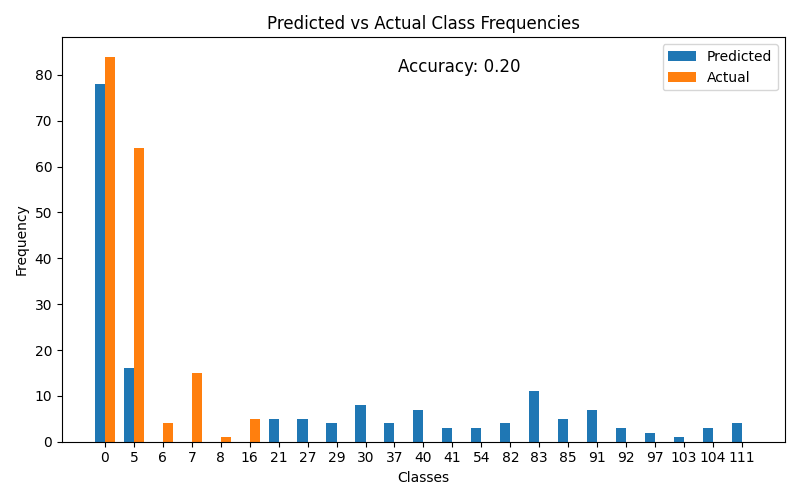 Predicted vs Actual Class Frequencies
Accuracy: 0.20
Predicted
Actual
Frequency
80
70
60
50
40
30
20
10
0
0 5 6 7 8 16 21 27 29 30 37 40 41 54 82 83 85 91 92 97 103 104 111
Classes